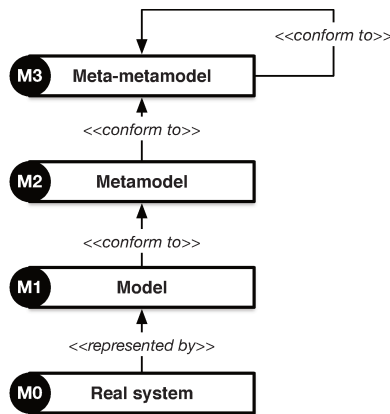 <<conform to>>
M3 Meta-metamodel
<<conform to>>
M2 Metamodel
<<conform to>>
M1 Model
<<represented by>>
M0 Real system